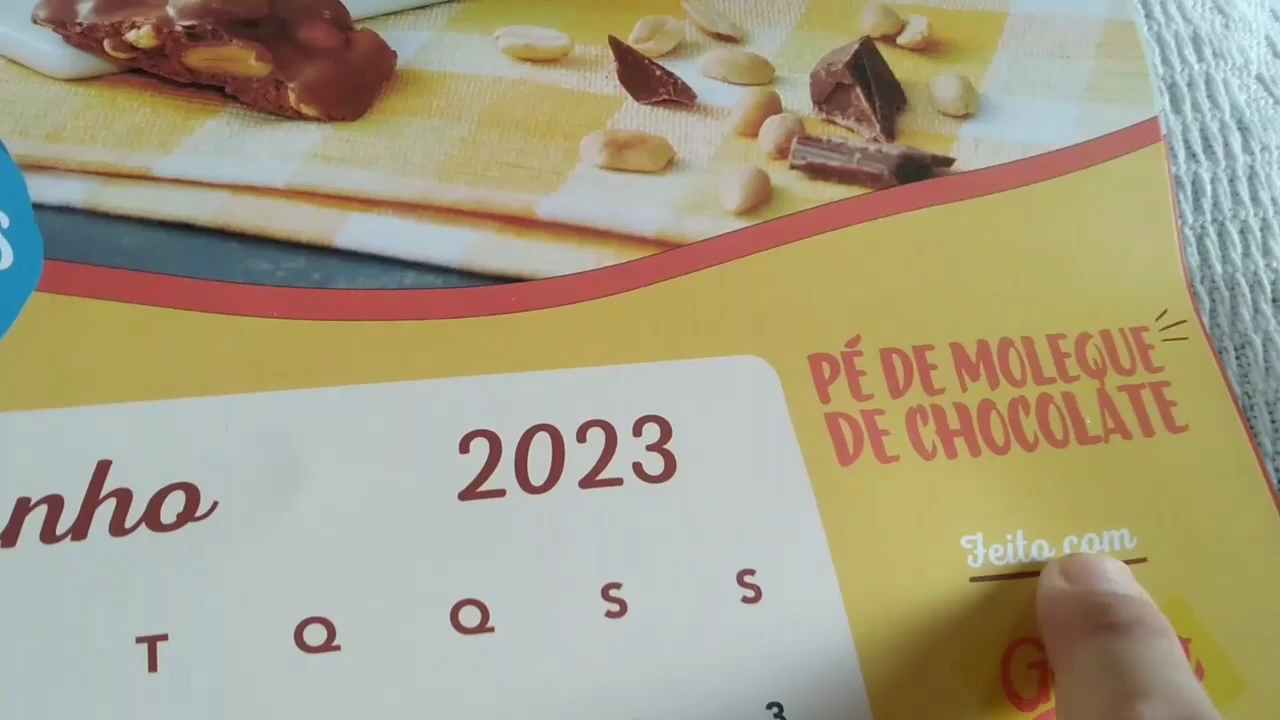 S
PÉ DE MOLEQUE
DE CHOCOLATE
nho 2023
Feito com
T Q Q S S
3